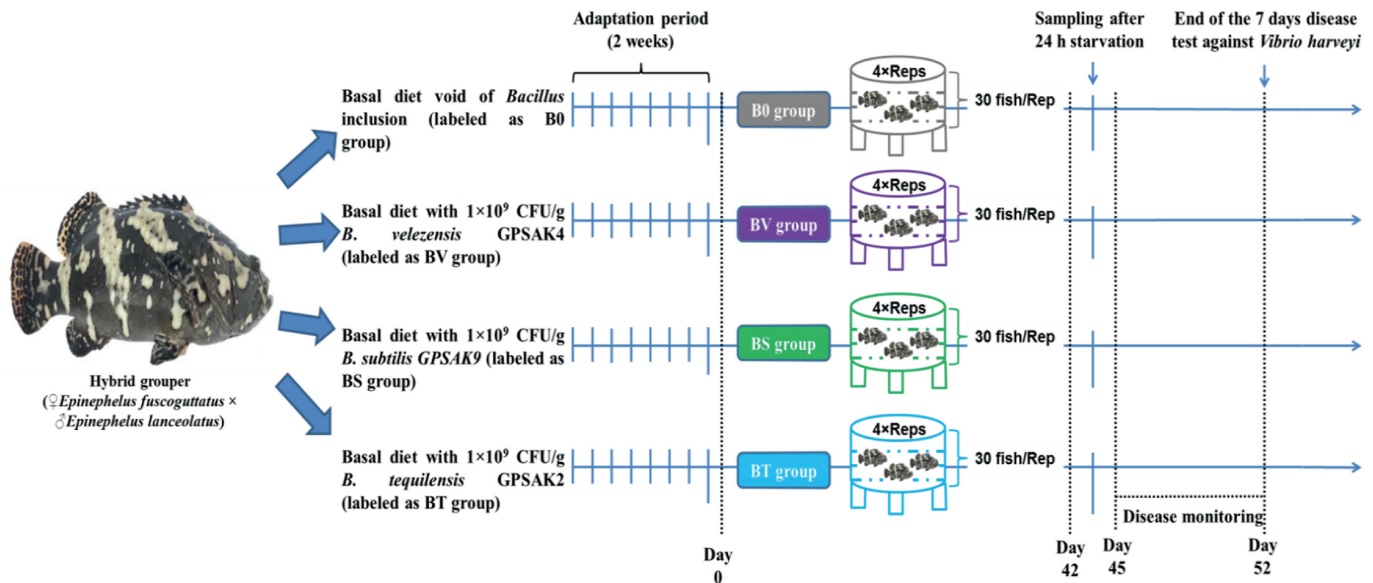 Adaptation period
(2 weeks)
Sampling after
24 h starvation
End of the 7 days disease
test against Vibrio harveyi
Basal diet void of Bacillus
inclusion (labeled as B0
group)
B0 group
4×Reps
30 fish/Rep
Basal diet with 1×10⁹ CFU/g
B. velezensis GPSAK4
(labeled as BV group)
BV group
4×Reps
30 fish/Rep
Basal diet with 1×10⁹ CFU/g
B. subtilis GPSAK9 (labeled as
BS group)
BS group
4×Reps
30 fish/Rep
Hybrid grouper
(♀Epinephelus fuscoguttatus ×
♂Epinephelus lanceolatus)
Basal diet with 1×10⁹ CFU/g
B. tequilensis GPSAK2
(labeled as BT group)
BT group
4×Reps
30 fish/Rep
Disease monitoring
Day
0
Day
42
Day
45
Day
52